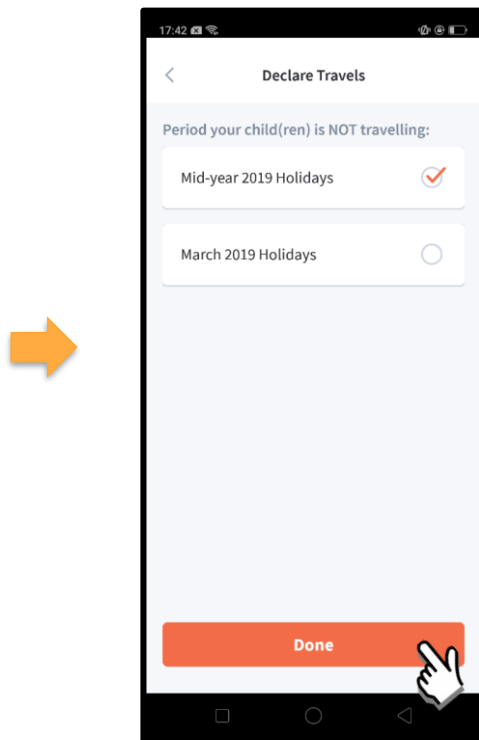 17:42
Declare Travels
Period your child(ren) is NOT travelling:
Mid-year 2019 Holidays
March 2019 Holidays
Done